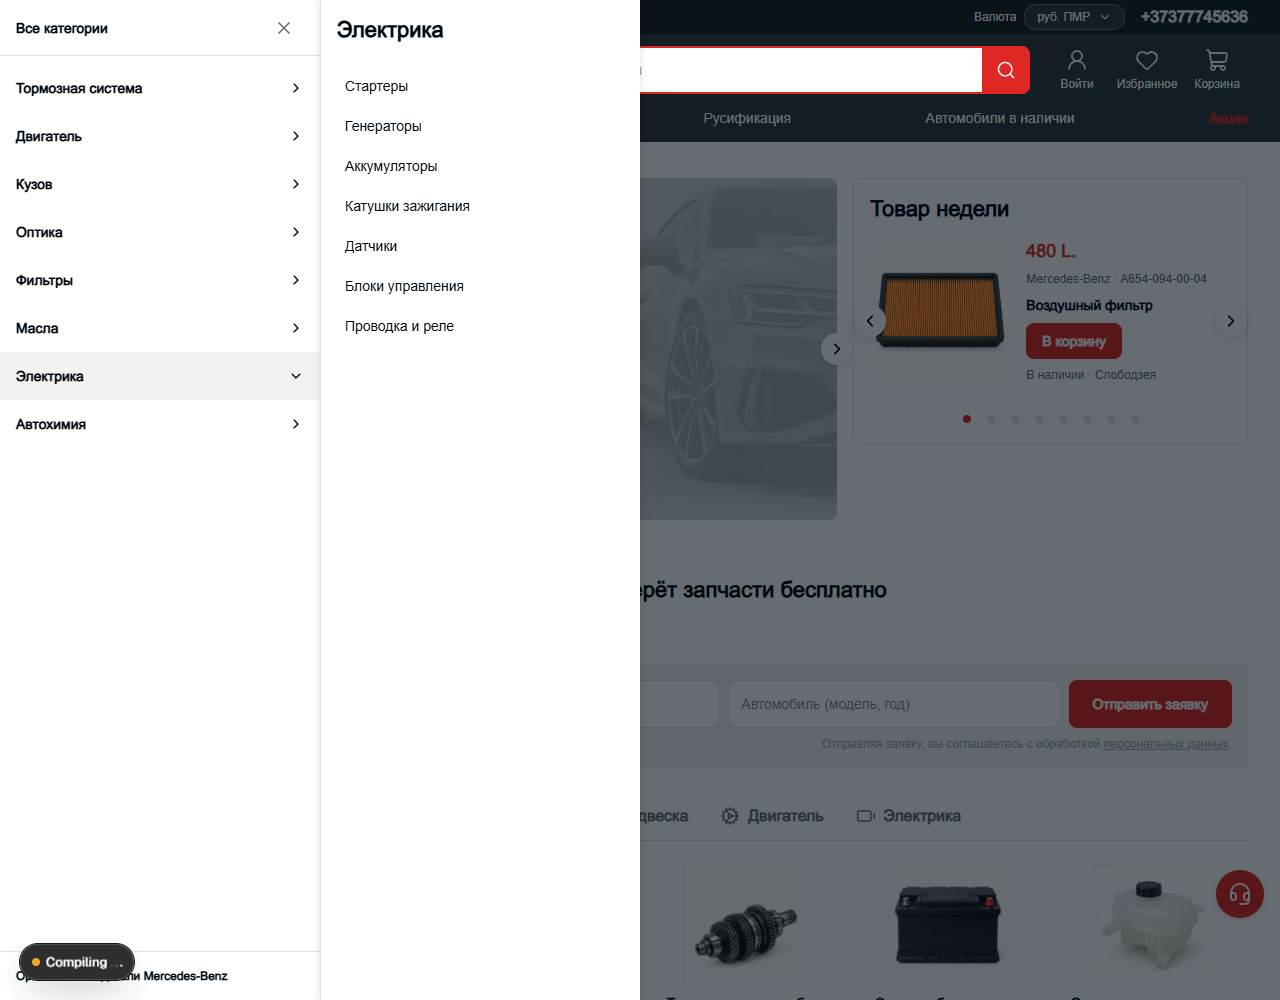 Все категории
Тормозная система
Двигатель
Кузов
Оптика
Фильтры
Масла
Электрика
Автохимия
Compiling ...
Mercedes-Benz
Электрика
Стартеры
Генераторы
Аккумуляторы
Катушки зажигания
Датчики
Блоки управления
Проводка и реле
Валюта
руб. ПМР
+37377745636
Войти
Избранное
Корзина
Русификация
Автомобили в наличии
Акции
Товар недели
480 L.
Mercedes-Benz · A654-094-00-04
Воздушный фильтр
В корзину
В наличии · Слободзея
запчасти бесплатно
Автомобиль (модель, год)
Отправить заявку
Отправляя заявку, вы соглашаетесь с обработкой персональных данных.
Двигатель
Электрика